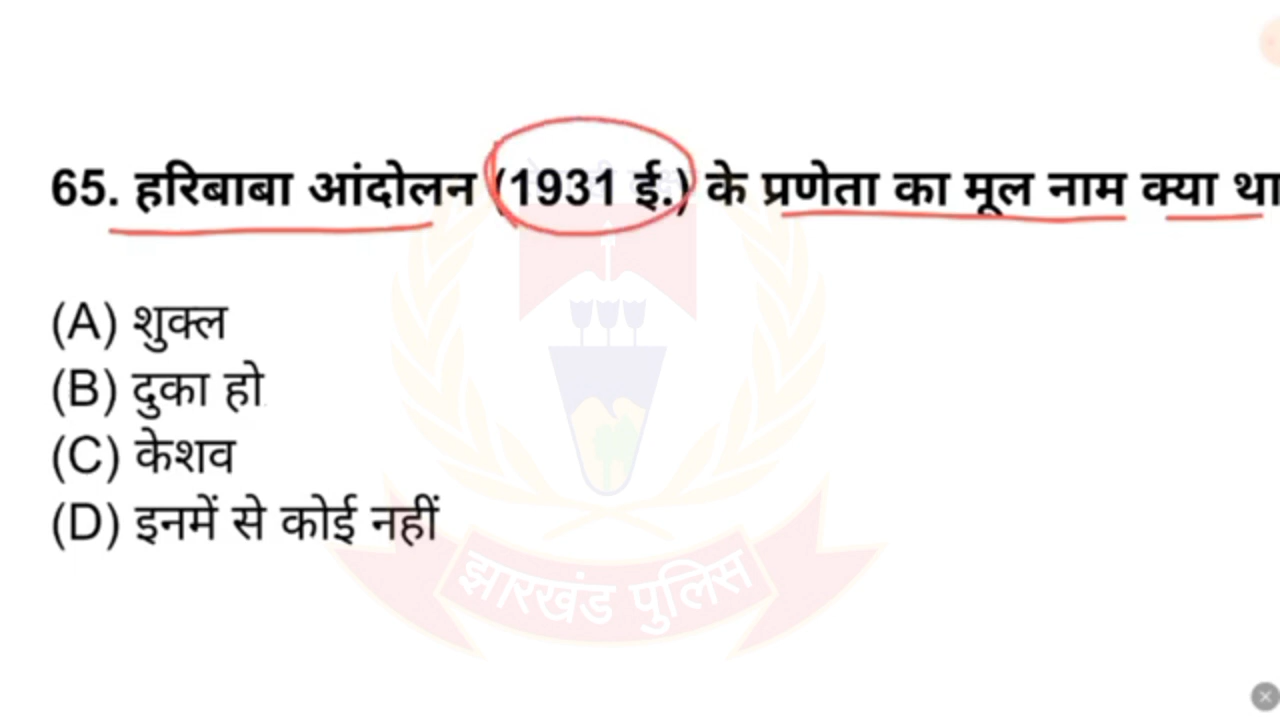 65. हरिबाबा आंदोलन (1931 ई.) के प्रणेता का मूल नाम क्या था
(A) शुक्ल
(B) दुका हो
(C) केशव
(D) इनमें से कोई नहीं
झारखंड पुलिस